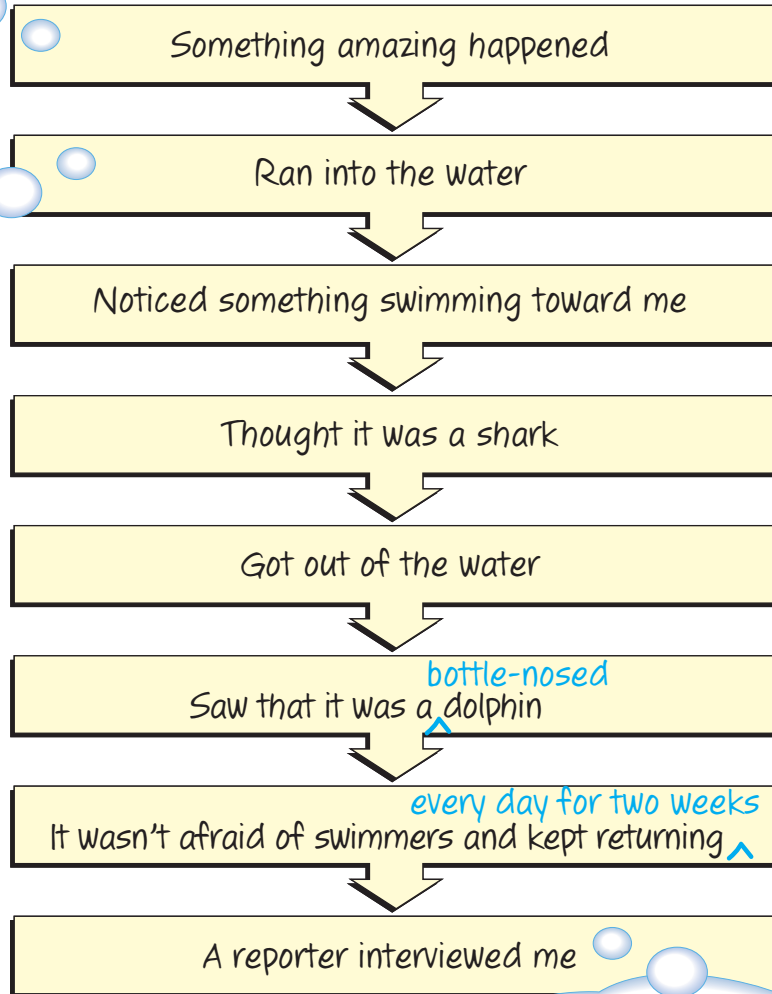 Something amazing happened
Ran into the water
Noticed something swimming toward me
Thought it was a shark
Got out of the water
bottle-nosed
Saw that it was a ^ dolphin
every day for two weeks
It wasn't afraid of swimmers and kept returning ^
A reporter interviewed me